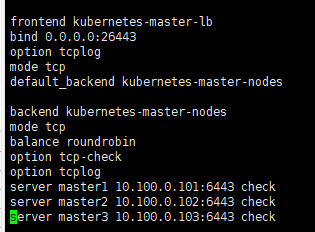 frontend kubernetes-master-lb
bind 0.0.0.0:26443
option tcplog
mode tcp
default_backend kubernetes-master-nodes
backend kubernetes-master-nodes
mode tcp
balance roundrobin
option tcp-check
option tcplog
server master1 10.100.0.101:6443 check
server master2 10.100.0.102:6443 check
server master3 10.100.0.103:6443 check